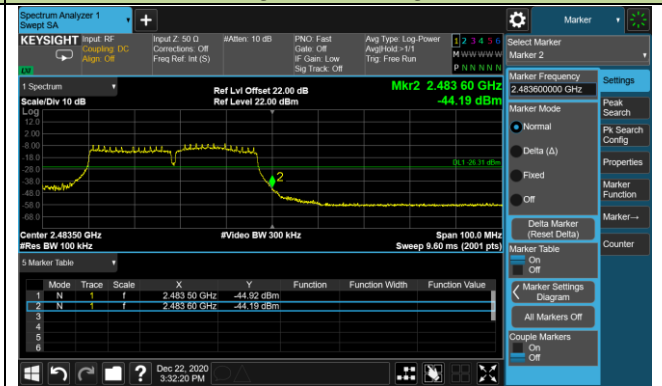 Spectrum Analyzer 1
Swept SA
+
Marker
KEYSIGHT
Input: RF
Coupling: DC
Align: Off
Input Z: 50 Ω
Corrections: Off
Freq Ref: Int (S)
#Atten: 10 dB
PNO: Fast
Gate: Off
IF Gain: Low
Sig Track: Off
Avg Type: Log-Power
Avg|Hold:>1/1
Trig: Free Run
1 2 3 4 5 6
M W W W W W
P N N N N N
LXI
Select Marker
Marker 2
1 Spectrum
Scale/Div 10 dB
Ref Lvl Offset 22.00 dB
Ref Level 22.00 dBm
Mkr2 2.483 60 GHz
-44.19 dBm
Log
12.0
2.00
-8.00
-18.0
-28.0
-38.0
-48.0
-58.0
-68.0
DL1 -26.31 dBm
2
Center 2.48350 GHz
#Res BW 100 kHz
#Video BW 300 kHz
Span 100.0 MHz
Sweep 9.60 ms (2001 pts)
5 Marker Table
Mode Trace Scale X Y Function Function Width Function Value
1 N 1 f 2.483 50 GHz -44.92 dBm
2 N 1 f 2.483 60 GHz -44.19 dBm
3
4
5
6
Marker Frequency
2.483600000 GHz
Marker Mode
Normal
Delta (Δ)
Fixed
Off
Delta Marker
(Reset Delta)
Marker Table
On
Off
Marker Settings
Diagram
All Markers Off
Couple Markers
On
Off
Settings
Peak
Search
Pk Search
Config
Properties
Marker
Function
Marker→
Counter
?
Dec 22, 2020
3:32:20 PM